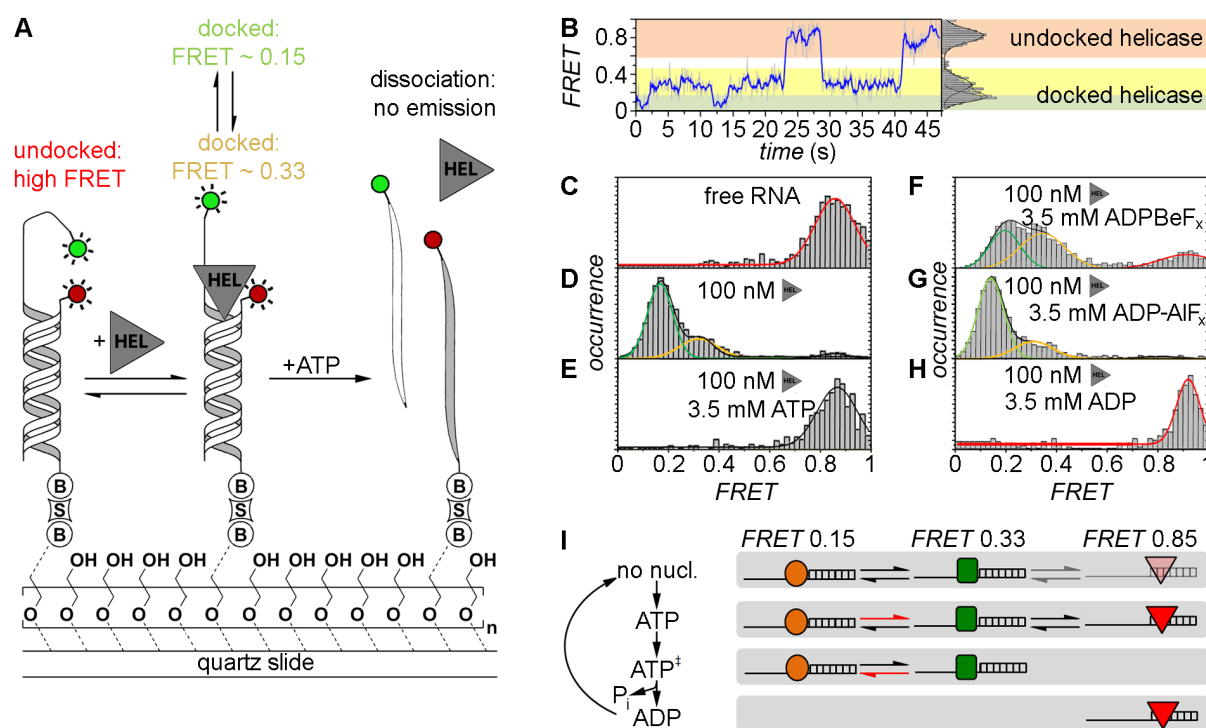 A
docked:
FRET ~ 0.15
dissociation:
no emission
undocked:
high FRET
docked:
FRET ~ 0.33
HEL
HEL
+ HEL
+ATP
B
S
B
B
S
B
B
S
B
OH OH OH OH OH OH OH OH OH OH
O O O O O O O O O O O O
n
quartz slide
B
FRET
0.8
0.4
0
0 5 10 15 20 25 30 35 40 45
time (s)
undocked helicase
docked helicase
C
free RNA
D
100 nM HEL
E
100 nM HEL
3.5 mM ATP
occurrence
0 0.2 0.4 0.6 0.8 1
FRET
F
100 nM HEL
3.5 mM ADPBeFx
G
100 nM HEL
3.5 mM ADP-AlFx
H
100 nM HEL
3.5 mM ADP
occurrence
0 0.2 0.4 0.6 0.8 1
FRET
I
FRET 0.15 FRET 0.33 FRET 0.85
no nucl.
ATP
ATP‡
Pi
ADP